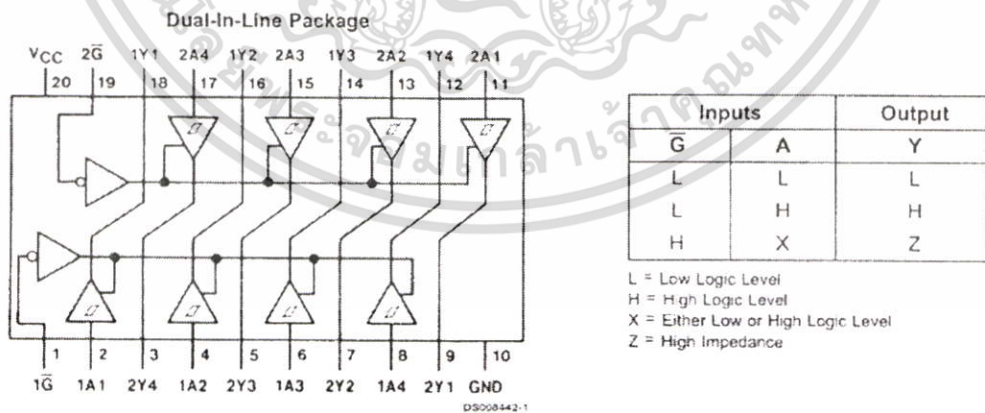 Dual-In-Line Package
VCC 2G̅ 1Y1 2A4 1Y2 2A3 1Y3 2A2 1Y4 2A1
20 19 18 17 16 15 14 13 12 11
1 2 3 4 5 6 7 8 9 10
1G̅ 1A1 2Y4 1A2 2Y3 1A3 2Y2 1A4 2Y1 GND
DS008442-1
Inputs Output
G̅ A Y
L L L
L H H
H X Z
L = Low Logic Level
H = High Logic Level
X = Either Low or High Logic Level
Z = High Impedance